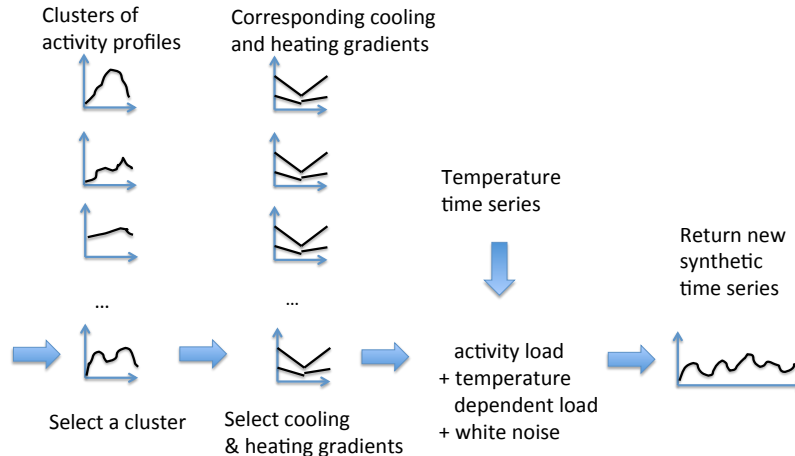 Clusters of
activity profiles
Corresponding cooling
and heating gradients
Temperature
time series
Return new
synthetic
time series
...
...
activity load
+ temperature
dependent load
+ white noise
Select a cluster
Select cooling
& heating gradients